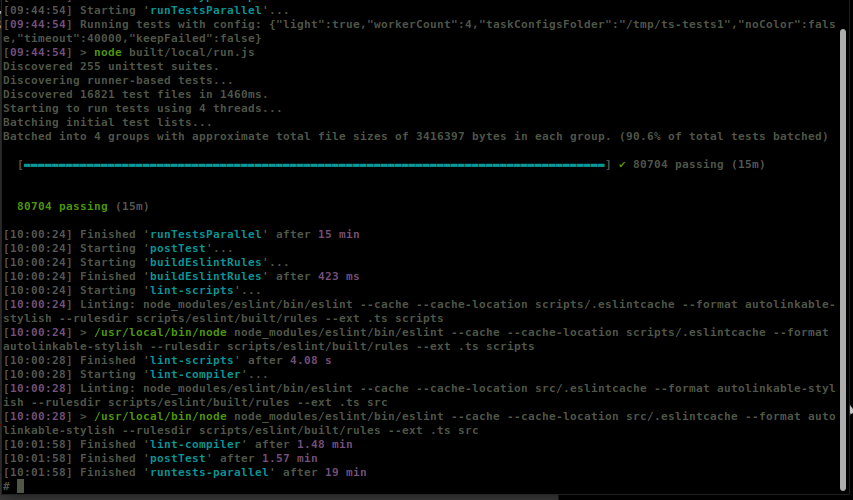 [09:44:54] Starting 'runTestsParallel'...
[09:44:54] Running tests with config: {"light":true,"workerCount":4,"taskConfigsFolder":"/tmp/ts-tests1","noColor":fals
e,"timeout":40000,"keepFailed":false}
[09:44:54] > node built/local/run.js
Discovered 255 unittest suites.
Discovering runner-based tests...
Discovered 16821 test files in 1460ms.
Starting to run tests using 4 threads...
Batching initial test lists...
Batched into 4 groups with approximate total file sizes of 3416397 bytes in each group. (90.6% of total tests batched)
[] ✔ 80704 passing (15m)
80704 passing (15m)
[10:00:24] Finished 'runTestsParallel' after 15 min
[10:00:24] Starting 'postTest'...
[10:00:24] Starting 'buildEslintRules'...
[10:00:24] Finished 'buildEslintRules' after 423 ms
[10:00:24] Starting 'lint-scripts'...
[10:00:24] Linting: node_modules/eslint/bin/eslint --cache --cache-location scripts/.eslintcache --format autolinkable-
stylish --rulesdir scripts/eslint/built/rules --ext .ts scripts
[10:00:24] > /usr/local/bin/node node_modules/eslint/bin/eslint --cache --cache-location scripts/.eslintcache --format
autolinkable-stylish --rulesdir scripts/eslint/built/rules --ext .ts scripts
[10:00:28] Finished 'lint-scripts' after 4.08 s
[10:00:28] Starting 'lint-compiler'...
[10:00:28] Linting: node_modules/eslint/bin/eslint --cache --cache-location src/.eslintcache --format autolinkable-styl
ish --rulesdir scripts/eslint/built/rules --ext .ts src
[10:00:28] > /usr/local/bin/node node_modules/eslint/bin/eslint --cache --cache-location src/.eslintcache --format auto
linkable-stylish --rulesdir scripts/eslint/built/rules --ext .ts src
[10:01:58] Finished 'lint-compiler' after 1.48 min
[10:01:58] Finished 'postTest' after 1.57 min
[10:01:58] Finished 'runtests-parallel' after 19 min
#